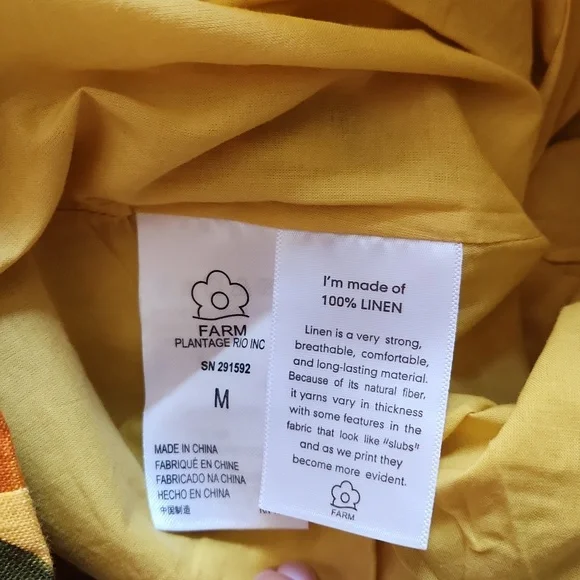 FARM
PLANTAGE RIO INC
SN 291592
M
MADE IN CHINA
FABRIQUÉ EN CHINE
FABRICADO NA CHINA
HECHO EN CHINA
中国制造
I'm made of
100% LINEN
Linen is a very strong,
breathable, comfortable,
and long-lasting material.
Because of its natural fiber,
it yarns vary in thickness
with some features in the
fabric that look like "slubs"
and as we print they
become more evident.
FARM